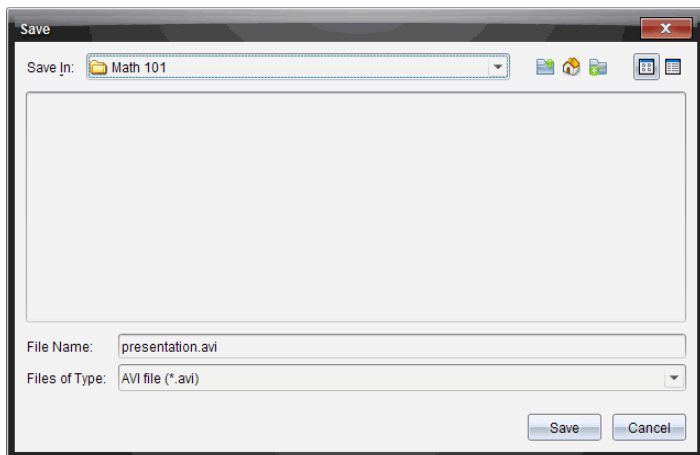 Save
Save In: Math 101
File Name: presentation.avi
Files of Type: AVI file (*.avi)
Save Cancel